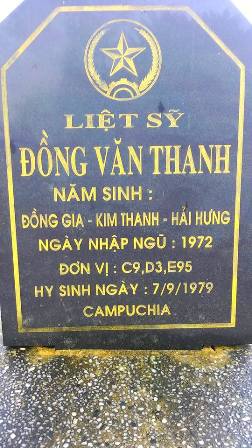 LIỆT SỸ
ĐỒNG VĂN THANH
NĂM SINH :
ĐỒNG GIA - KIM THANH - HẢI HƯNG
NGÀY NHẬP NGŨ : 1972
ĐƠN VỊ : C9,D3,E95
HY SINH NGÀY : 7/9/1979
CAMPUCHIA